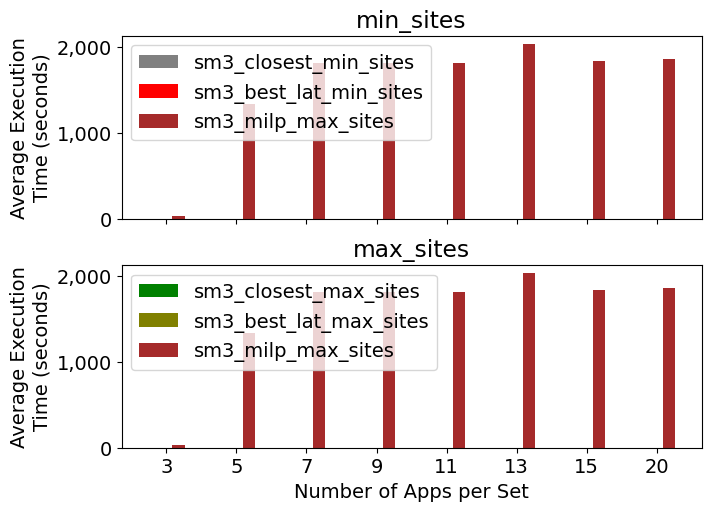 min_sites
Average Execution
Time (seconds)
2,000
1,000
0
sm3_closest_min_sites
sm3_best_lat_min_sites
sm3_milp_max_sites
max_sites
Average Execution
Time (seconds)
2,000
1,000
0
sm3_closest_max_sites
sm3_best_lat_max_sites
sm3_milp_max_sites
3 5 7 9 11 13 15 20
Number of Apps per Set